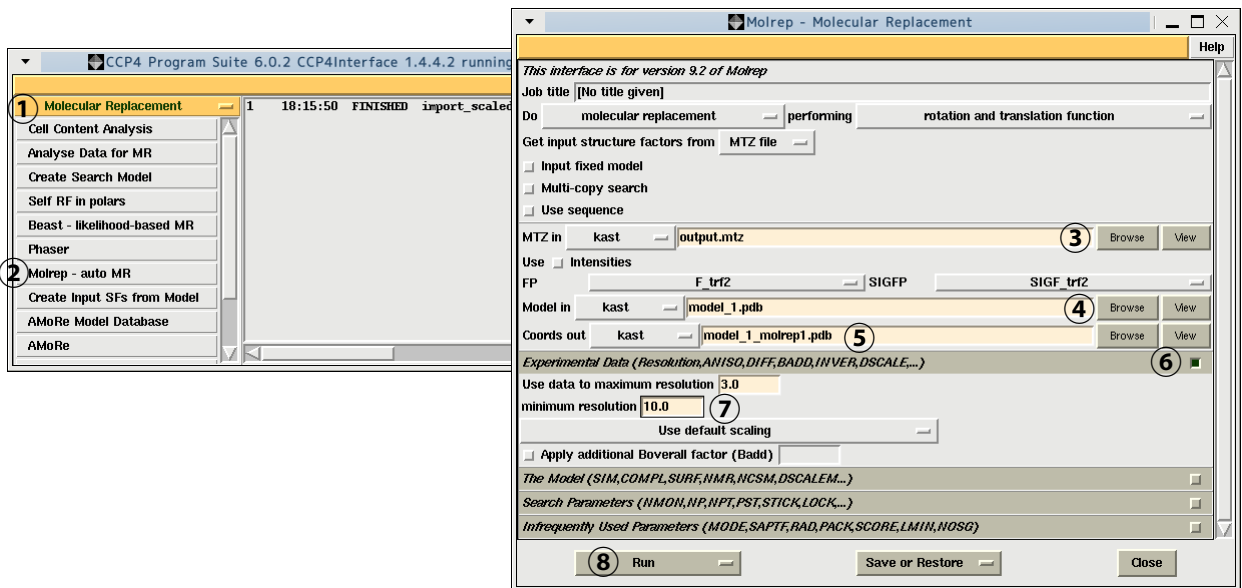 CCP4 Program Suite 6.0.2 CCP4Interface 1.4.4.2 running
① Molecular Replacement
Cell Content Analysis
Analyse Data for MR
Create Search Model
Self RF in polars
Beast - likelihood-based MR
Phaser
② Molrep - auto MR
Create Input SFs from Model
AMoRe Model Database
AMoRe
1 18:15:50 FINISHED import_scaled
Molrep - Molecular Replacement
Help
This interface is for version 9.2 of Molrep
Job title [No title given]
Do molecular replacement performing rotation and translation function
Get input structure factors from MTZ file
Input fixed model
Multi-copy search
Use sequence
MTZ in kast output.mtz ③ Browse View
Use Intensities
FP F_trf2 SIGFP SIGF_trf2
Model in kast model_1.pdb ④ Browse View
Coords out kast model_1_molrep1.pdb ⑤ Browse View
Experimental Data (Resolution,ANISO,DIFF,BADD,INVER,DSCALE,...) ⑥
Use data to maximum resolution 3.0
minimum resolution 10.0 ⑦
Use default scaling
Apply additional Boverall factor (Badd)
The Model (SIM,COMPL,SURF,NMR,NCSM,DSCALEM...)
Search Parameters (NMON,NP,NPT,PST,STICK,LOCK,...)
Infrequently Used Parameters (MODE,SAPTF,RAD,PACK,SCORE,LMIN,NOSG)
⑧ Run Save or Restore Close